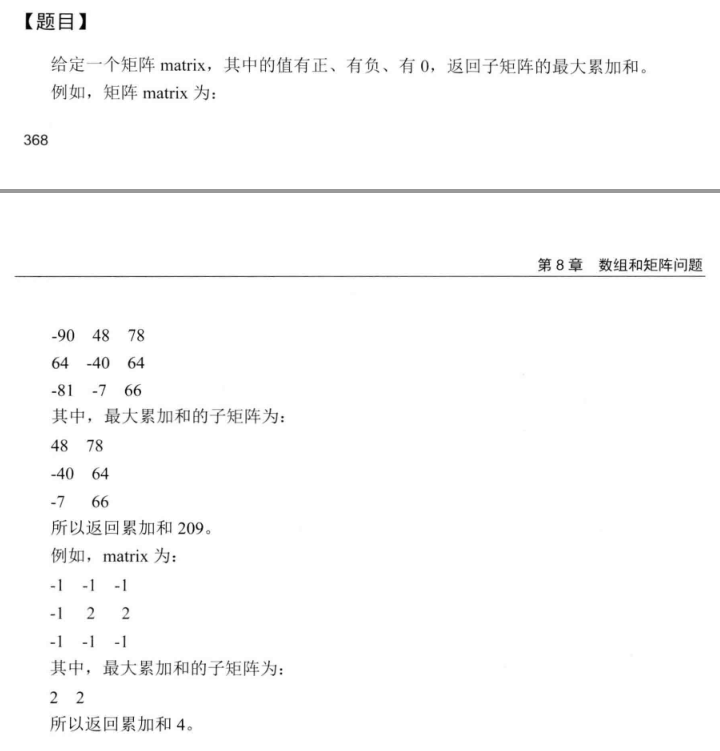 【题目】
给定一个矩阵 matrix，其中的值有正、有负、有 0，返回子矩阵的最大累加和。
例如，矩阵 matrix 为：
368
第 8 章 数组和矩阵问题
-90 48 78
64 -40 64
-81 -7 66
其中，最大累加和的子矩阵为：
48 78
-40 64
-7 66
所以返回累加和 209。
例如，matrix 为：
-1 -1 -1
-1 2 2
-1 -1 -1
其中，最大累加和的子矩阵为：
2 2
所以返回累加和 4。